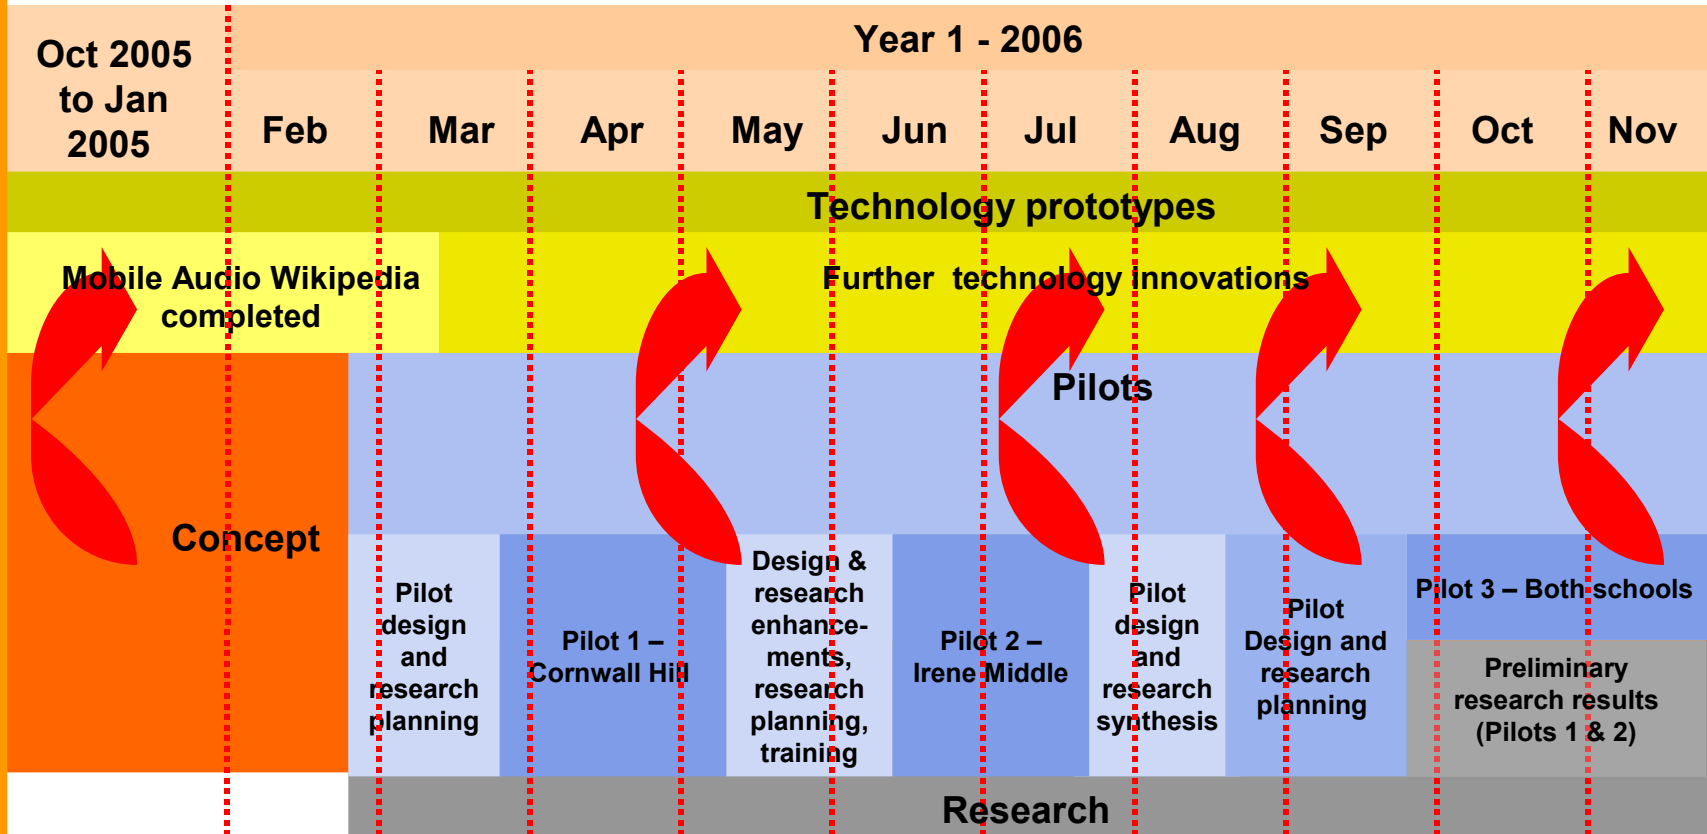 Oct 2005
to Jan
2005
Year 1 - 2006
Feb
Mar
Apr
May
Jun
Jul
Aug
Sep
Oct
Nov
Technology prototypes
Mobile Audio Wikipedia
completed
Further technology innovations
Pilots
Concept
Pilot
design
and
research
planning
Pilot 1 –
Cornwall Hill
Design &
research
enhance-
ments,
research
planning,
training
Pilot 2 –
Irene Middle
Pilot
design
and
research
synthesis
Pilot
Design and
research
planning
Pilot 3 – Both schools
Preliminary
research results
(Pilots 1 & 2)
Research